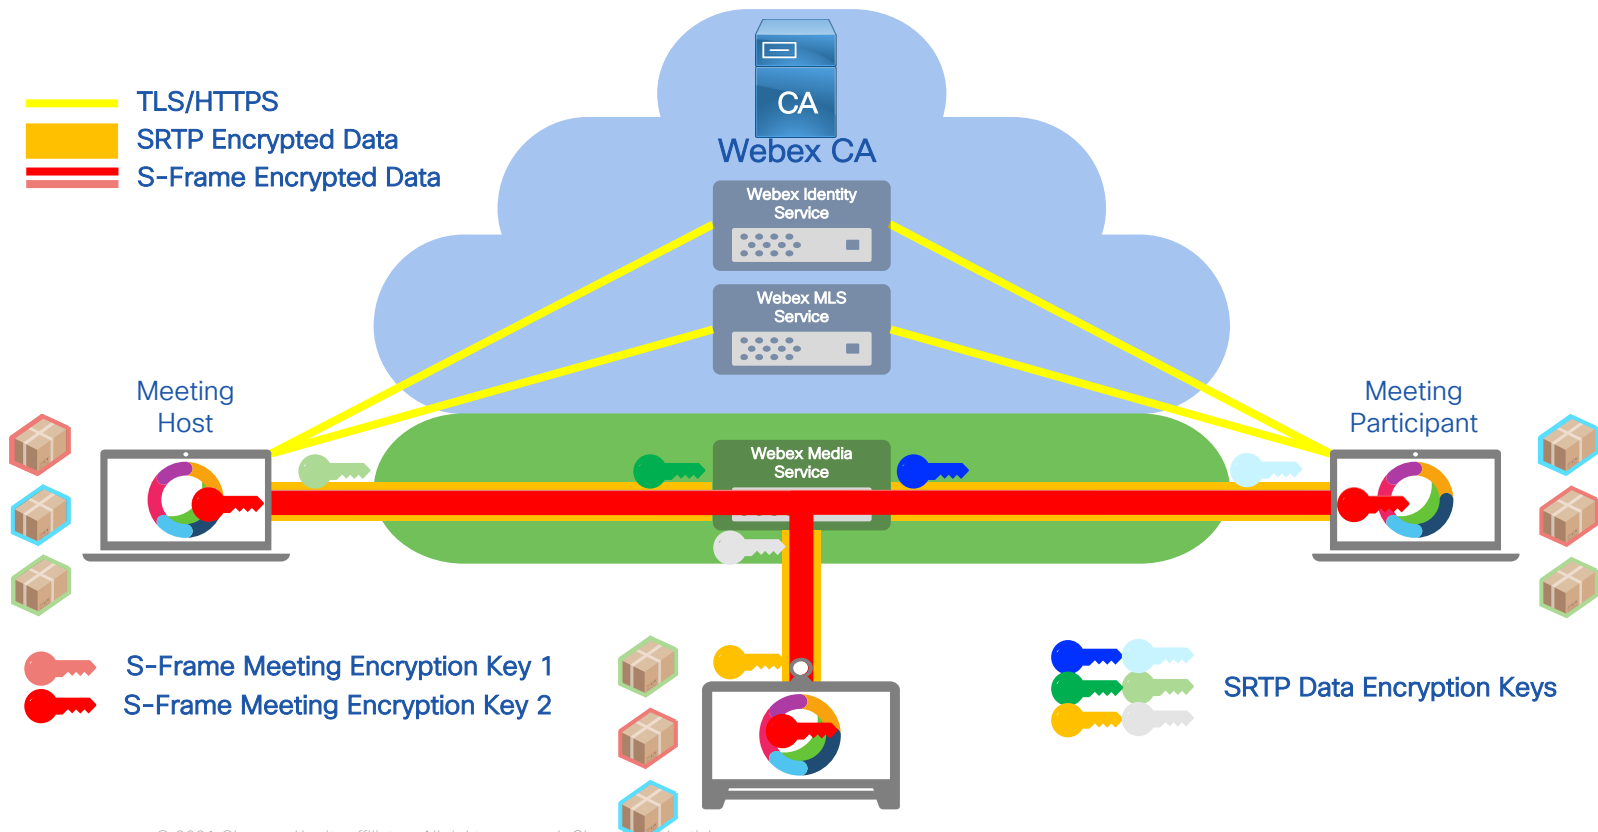 TLS/HTTPS
SRTP Encrypted Data
S-Frame Encrypted Data
CA
Webex CA
Webex Identity
Service
Webex MLS
Service
Meeting
Host
Meeting
Participant
Webex Media
Service
S-Frame Meeting Encryption Key 1
S-Frame Meeting Encryption Key 2
SRTP Data Encryption Keys